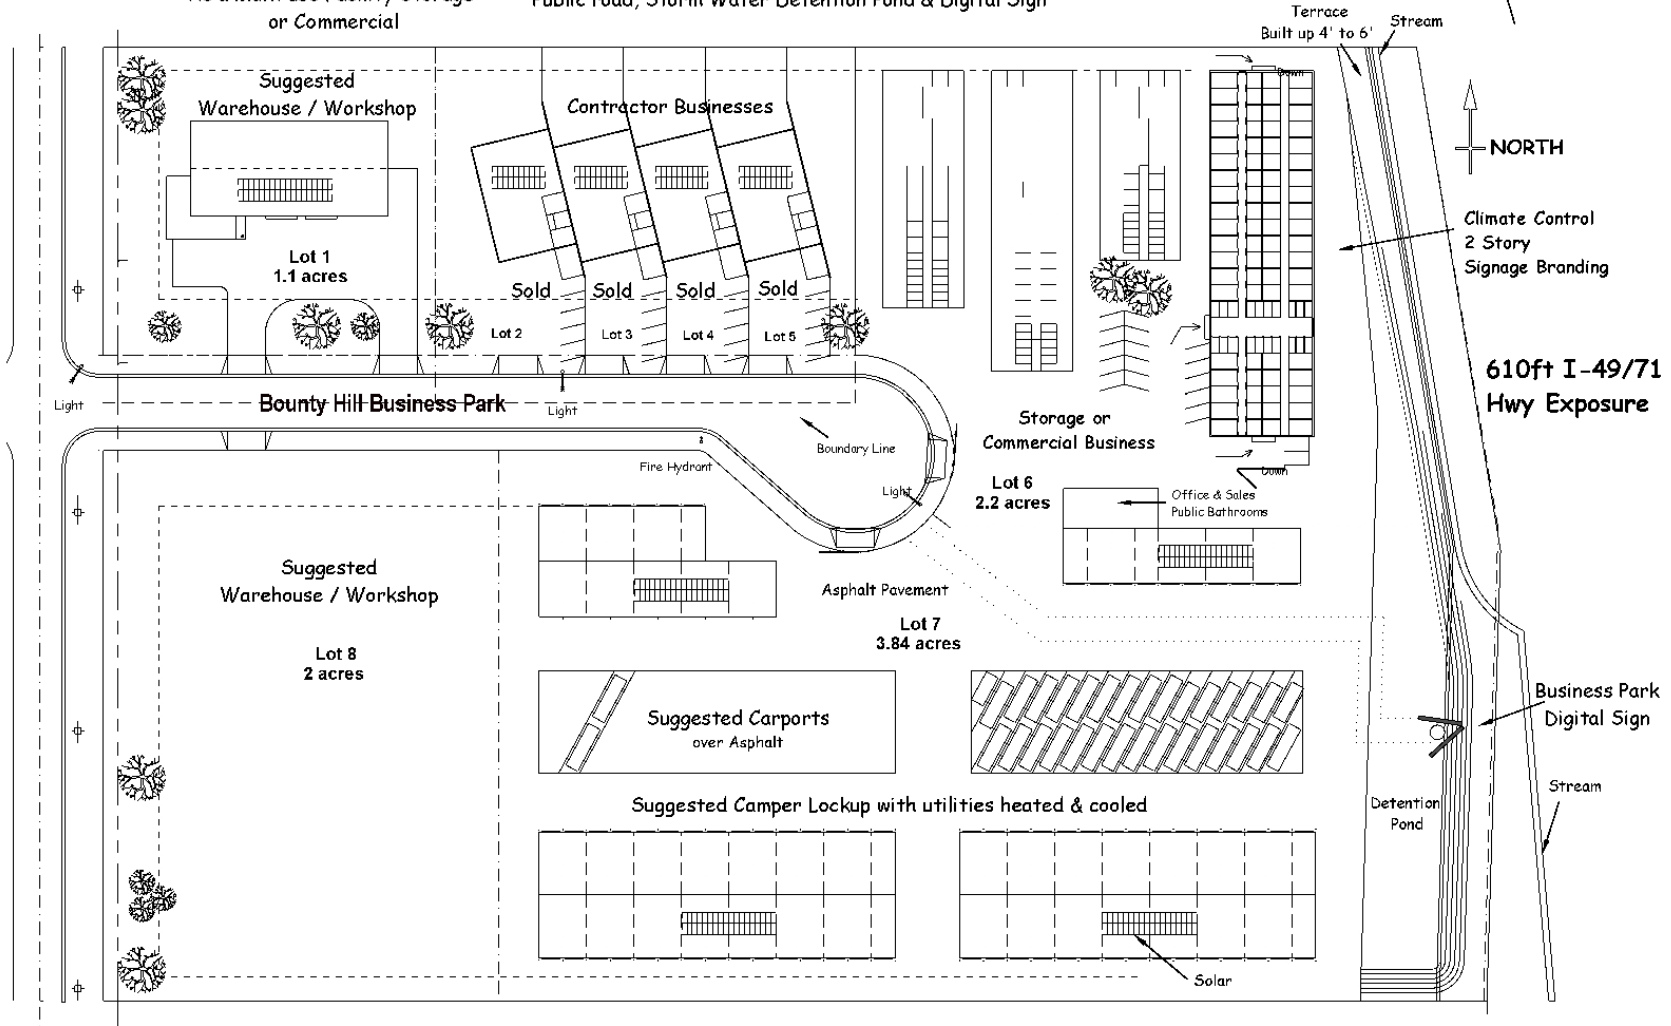 or Commercial
Public Road, Storm Water Detention Pond & Digital Sign
Terrace
Built up 4' to 6'
Stream
Down
Suggested
Warehouse / Workshop
Contractor Businesses
NORTH
Climate Control
2 Story
Signage Branding
Lot 1
1.1 acres
Sold
Sold
Sold
Sold
Lot 2
Lot 3
Lot 4
Lot 5
610ft I-49/71
Hwy Exposure
Light
Bounty Hill Business Park
Light
Storage or
Commercial Business
Boundary Line
Fire Hydrant
Down
Light
Lot 6
2.2 acres
Office & Sales
Public Bathrooms
Suggested
Warehouse / Workshop
Asphalt Pavement
Lot 7
3.84 acres
Lot 8
2 acres
Suggested Carports
over Asphalt
Business Park
Digital Sign
Suggested Camper Lockup with utilities heated & cooled
Detention
Pond
Stream
Solar